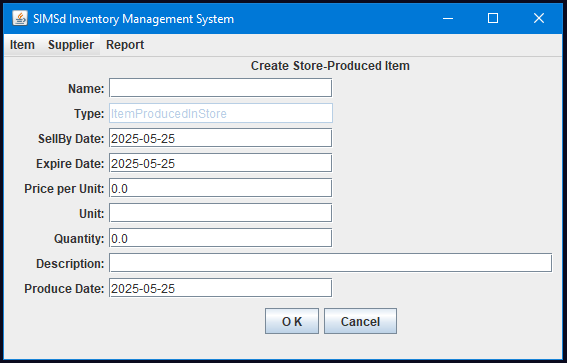 SIMSd Inventory Management System
Item Supplier Report
Create Store-Produced Item
Name:
Type: ItemProducedInStore
SellBy Date: 2025-05-25
Expire Date: 2025-05-25
Price per Unit: 0.0
Unit:
Quantity: 0.0
Description:
Produce Date: 2025-05-25
O K Cancel